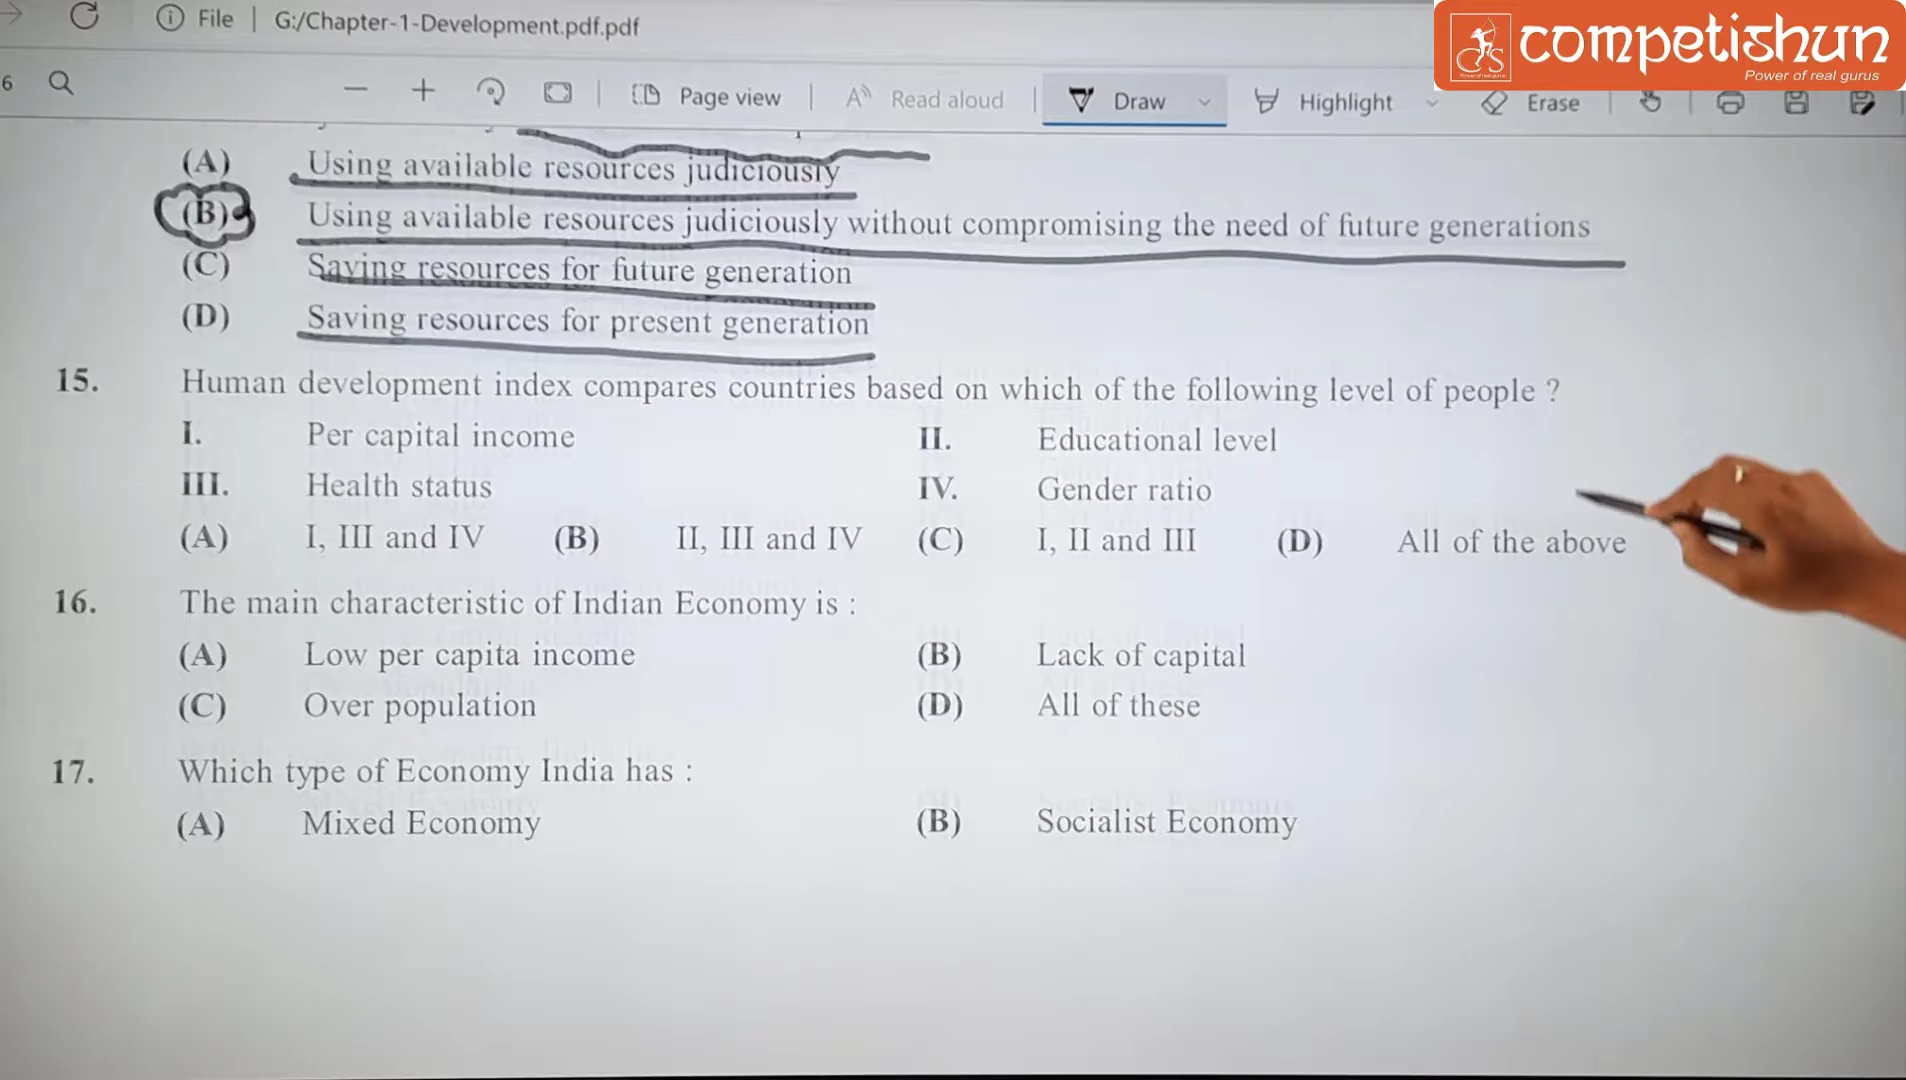 File | G:/Chapter-1-Development.pdf.pdf
competishun
Power of real gurus
6 Page view | Read aloud | Draw Highlight Erase
(A) Using available resources judiciously
(B) Using available resources judiciously without compromising the need of future generations
(C) Saving resources for future generation
(D) Saving resources for present generation
15. Human development index compares countries based on which of the following level of people ?
I. Per capital income II. Educational level
III. Health status IV. Gender ratio
(A) I, III and IV (B) II, III and IV (C) I, II and III (D) All of the above
16. The main characteristic of Indian Economy is :
(A) Low per capita income (B) Lack of capital
(C) Over population (D) All of these
17. Which type of Economy India has :
(A) Mixed Economy (B) Socialist Economy